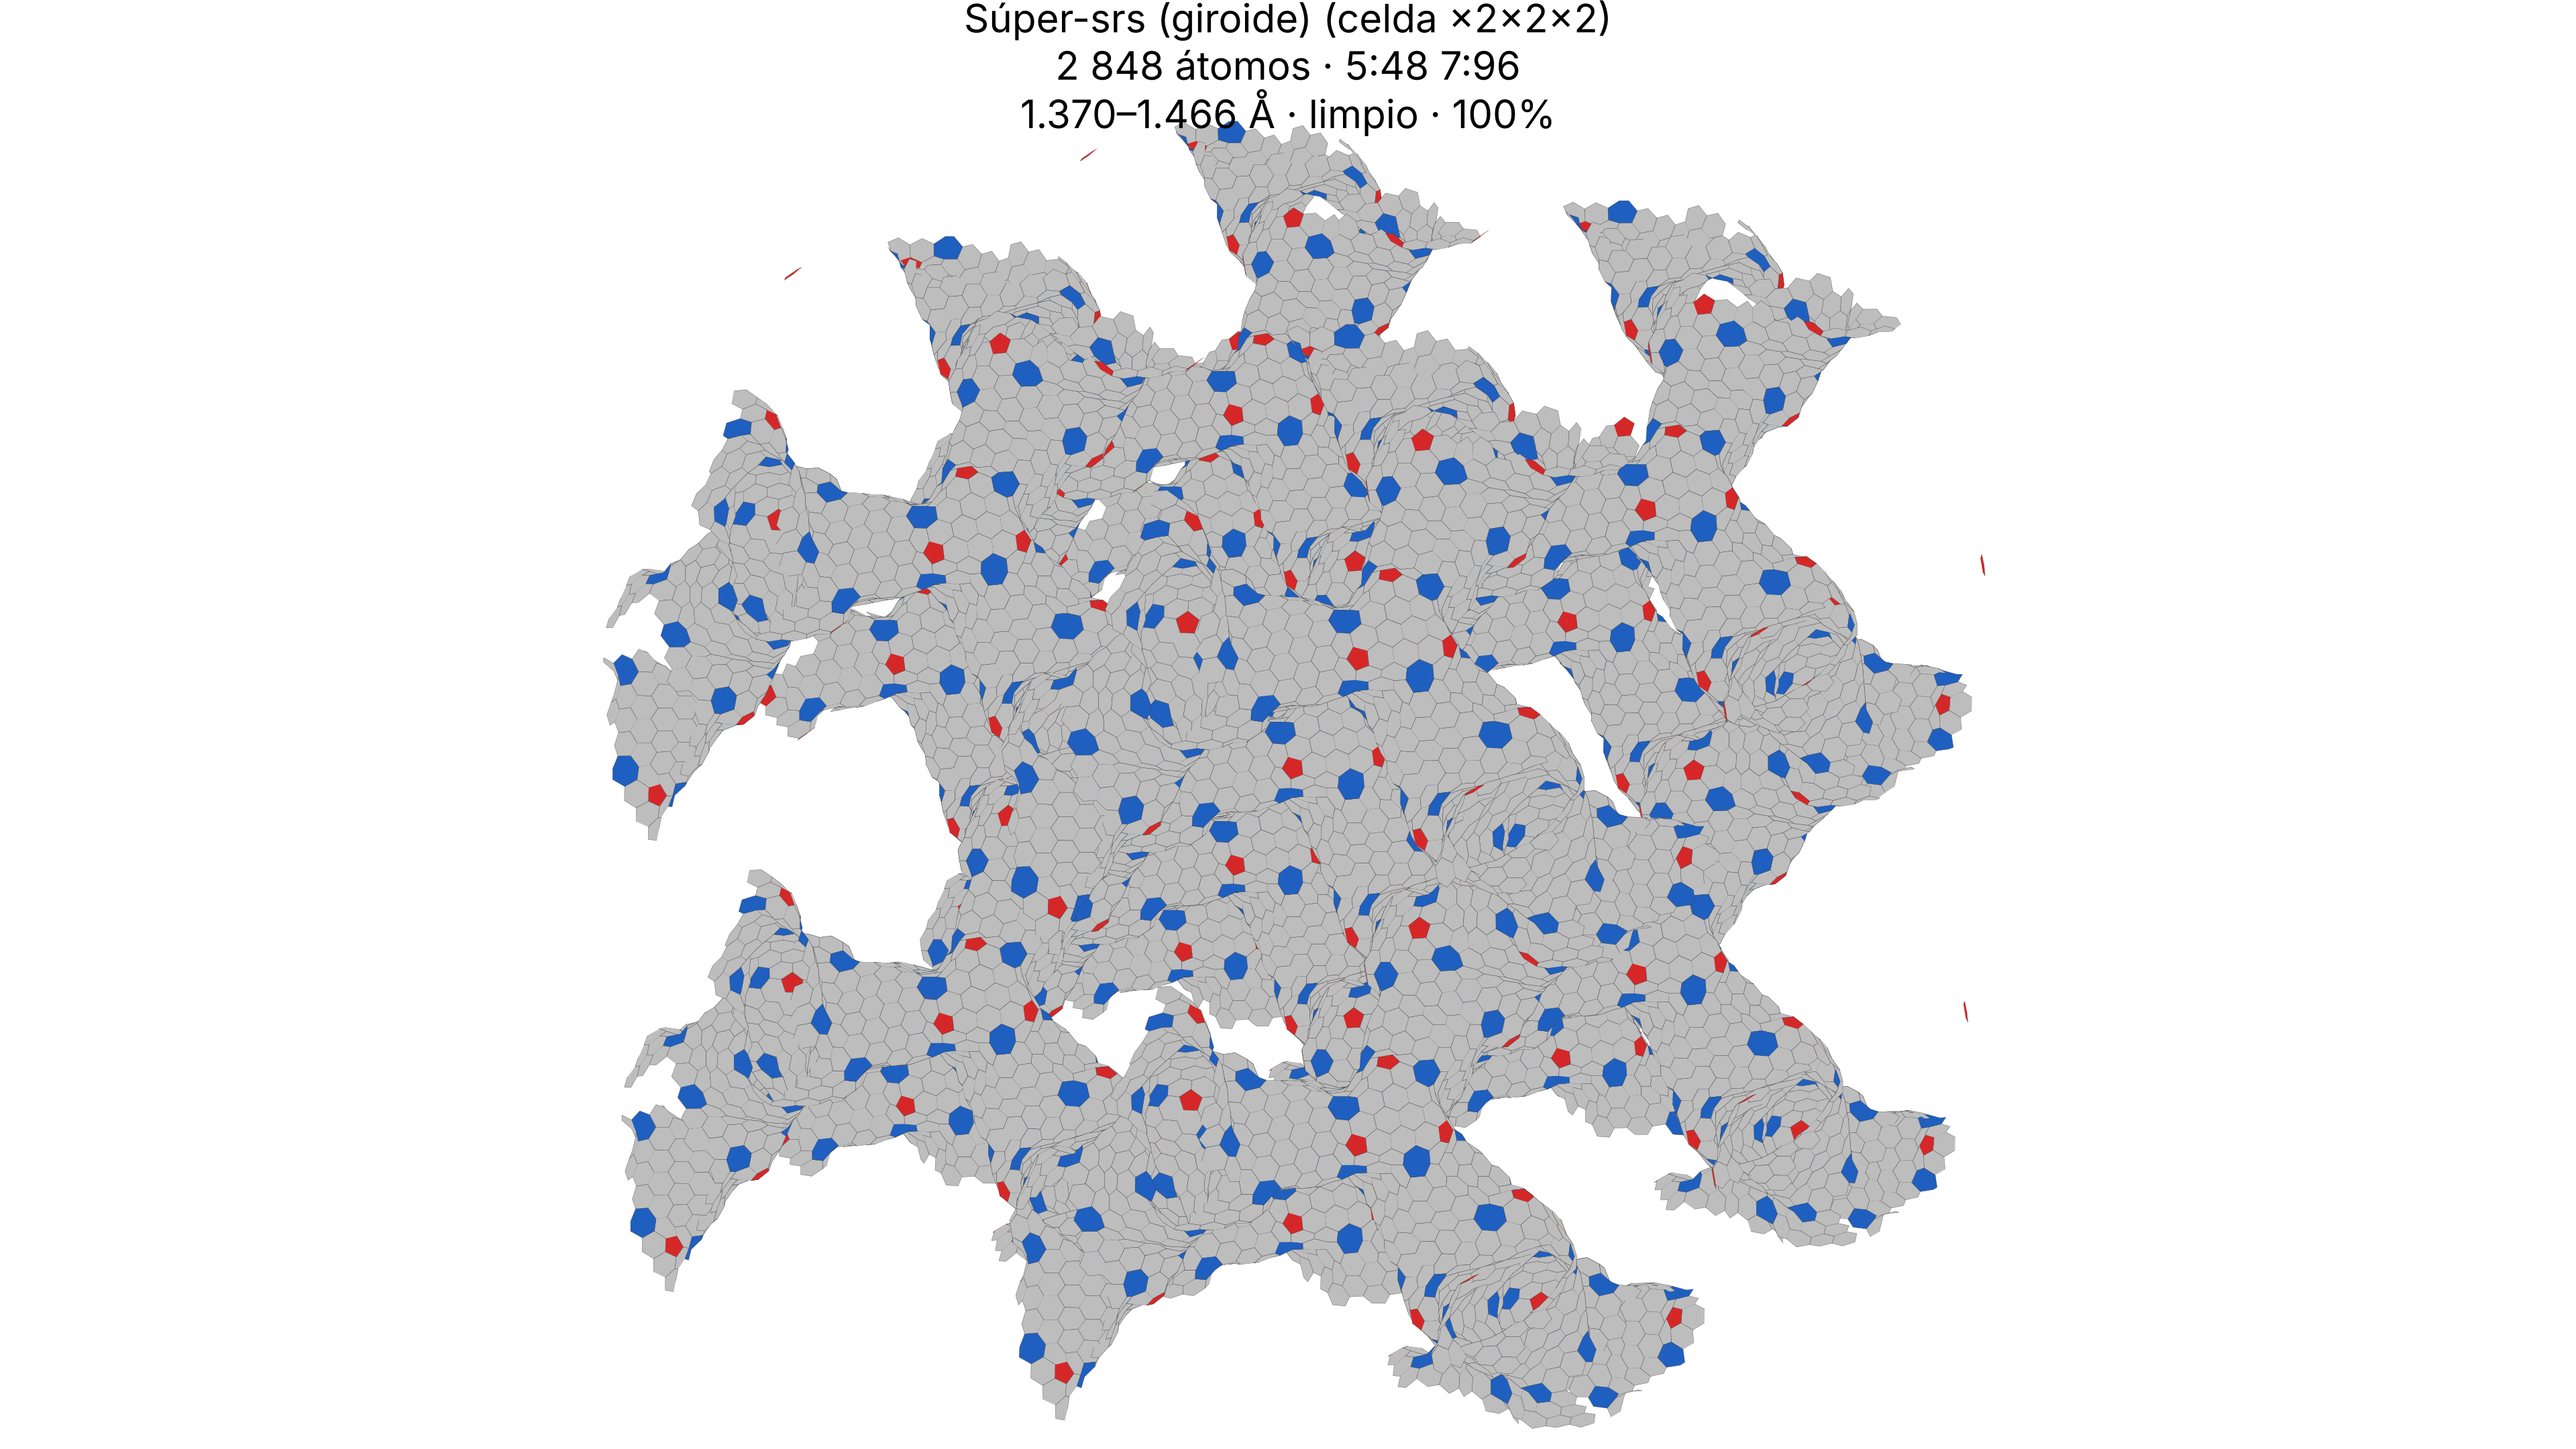 Súper-srs (giroide) (celda ×2×2×2)
2 848 átomos · 5:48 7:96
1.370–1.466 Å · limpio · 100%